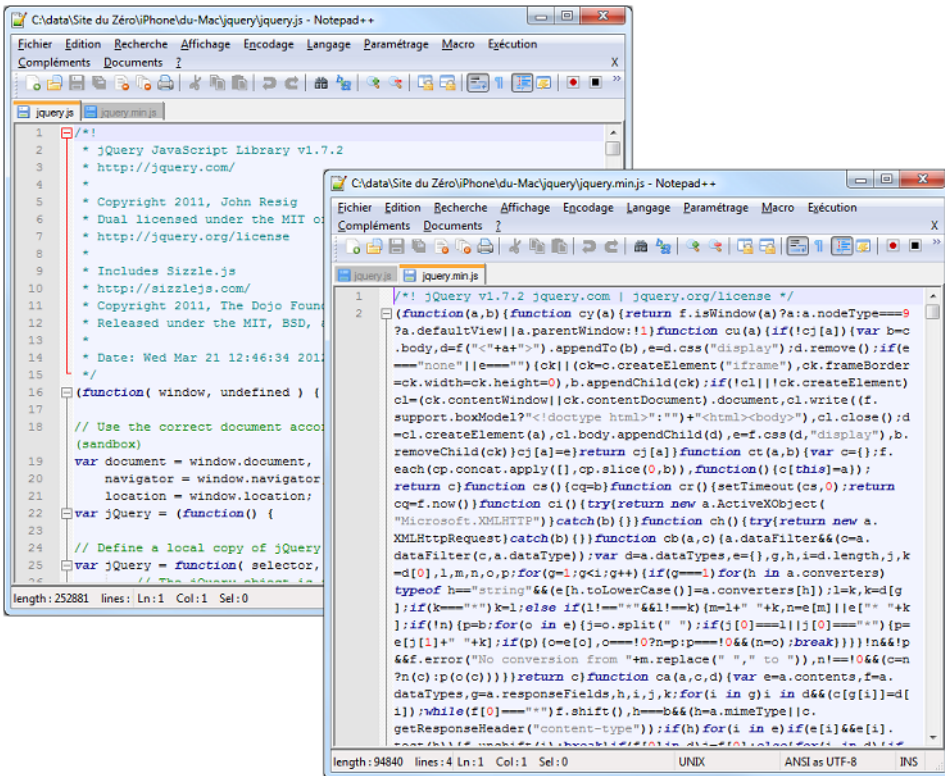 C:\data\Site du Zéro\iPhone\du-Mac\jquery\jquery.js - Notepad++
Fichier Edition Recherche Affichage Encodage Langage Paramétrage Macro Exécution
Compléments Documents ? X
jquery.js jquery.min.js
1 /*!
2 * jQuery JavaScript Library v1.7.2
3 * http://jquery.com/
4 *
5 * Copyright 2011, John Resig
6 * Dual licensed under the MIT o
7 * http://jquery.org/license
8 *
9 * Includes Sizzle.js
10 * http://sizzlejs.com/
11 * Copyright 2011, The Dojo Foun
12 * Released under the MIT, BSD,
13 *
14 * Date: Wed Mar 21 12:46:34 2012
15 */
16 (function( window, undefined ) {
17
18 // Use the correct document acco
(sandbox)
19 var document = window.document,
20 navigator = window.navigator
21 location = window.location;
22 var jQuery = (function() {
23
24 // Define a local copy of jQuery
25 var jQuery = function( selector,
26 // The jQuery object is
length : 252881 lines : Ln : 1 Col : 1 Sel : 0
C:\data\Site du Zéro\iPhone\du-Mac\jquery\jquery.min.js - Notepad++
Fichier Edition Recherche Affichage Encodage Langage Paramétrage Macro Exécution
Compléments Documents ? X
jquery.js jquery.min.js
1 /*! jQuery v1.7.2 jquery.com | jquery.org/license */
2 (function(a,b){function cy(a){return f.isWindow(a)?a:a.nodeType===9
?a.defaultView||a.parentWindow:!1}function cu(a){if(!cj[a]){var b=c
.body,d=f("<"+a+">").appendTo(b),e=d.css("display");d.remove();if(e
==="none"||e===""){ck||(ck=c.createElement("iframe"),ck.frameBorder
=ck.width=ck.height=0),b.appendChild(ck);if(!cl||!ck.createElement)
cl=(ck.contentWindow||ck.contentDocument).document,cl.write((f.
support.boxModel?"<!doctype html>":"")+"<html><body>"),cl.close();d
=cl.createElement(a),cl.body.appendChild(d),e=f.css(d,"display"),b.
removeChild(ck)}cj[a]=e}return cj[a]}function ct(a,b){var c={};f.
each(cp.concat.apply([],cp.slice(0,b)),function(){c[this]=a});
return c}function cs(){cq=b}function cr(){setTimeout(cs,0);return
cq=f.now()}function ci(){try{return new a.ActiveXObject(
"Microsoft.XMLHTTP")}catch(b){}}function ch(){try{return new a.
XMLHttpRequest}catch(b){}}function cb(a,c){a.dataFilter&&(c=a.
dataFilter(c,a.dataType));var d=a.dataTypes,e={},g,h,i=d.length,j,k
=d[0],l,m,n,o,p;for(g=1;g<i;g++){if(g===1)for(h in a.converters)
typeof h=="string"&&(e[h.toLowerCase()]=a.converters[h]);l=k,k=d[g
];if(k==="*")k=l;else if(l!=="*"&&l!==k){m=l+" "+k,n=e[m]||e["* "+k
];if(!n){p=b;for(o in e){j=o.split(" ");if(j[0]===l||j[0]==="*"){p=
e[j[1]+" "+k];if(p){o=e[o],o===!0?n=p:p===!0&&(n=o);break}}}}!n&&!p
&&f.error("No conversion from "+m.replace(" "," to ")),n!==!0&&(c=n
?n(c):p(o(c)))}}return c}function ca(a,c,d){var e=a.contents,f=a.
dataTypes,g=a.responseFields,h,i,j,k;for(i in g)i in d&&(c[g[i]]=d[
i]);while(f[0]==="*")f.shift(),h===b&&(h=a.mimeType||c.
getResponseHeader("content-type"));if(h)for(i in e)if(e[i]&&e[i].
length : 94840 lines : 4 Ln : 1 Col : 1 Sel : 0 UNIX ANSI as UTF-8 INS